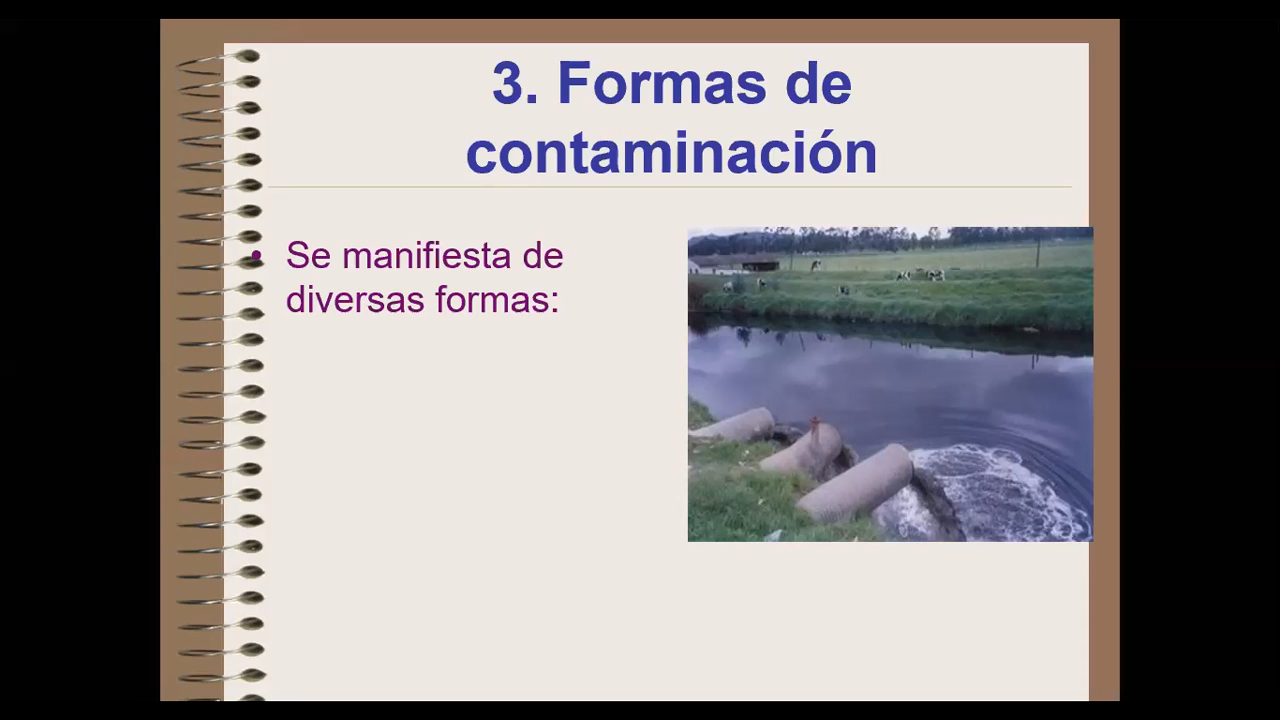 3. Formas de
contaminación
• Se manifiesta de
diversas formas: